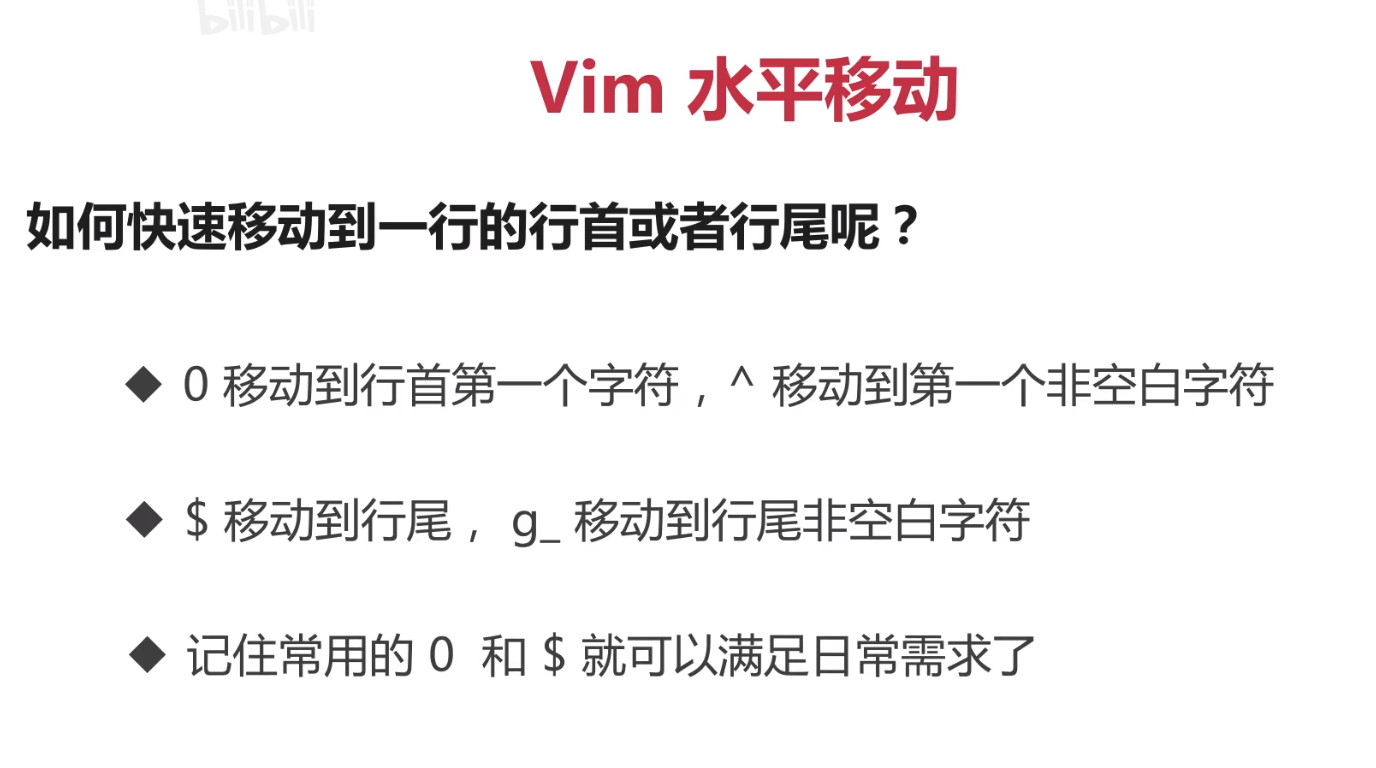 bilibili
Vim 水平移动
如何快速移动到一行的行首或者行尾呢？
◆ 0 移动到行首第一个字符，^ 移动到第一个非空白字符
◆ $ 移动到行尾， g_ 移动到行尾非空白字符
◆ 记住常用的 0 和 $ 就可以满足日常需求了